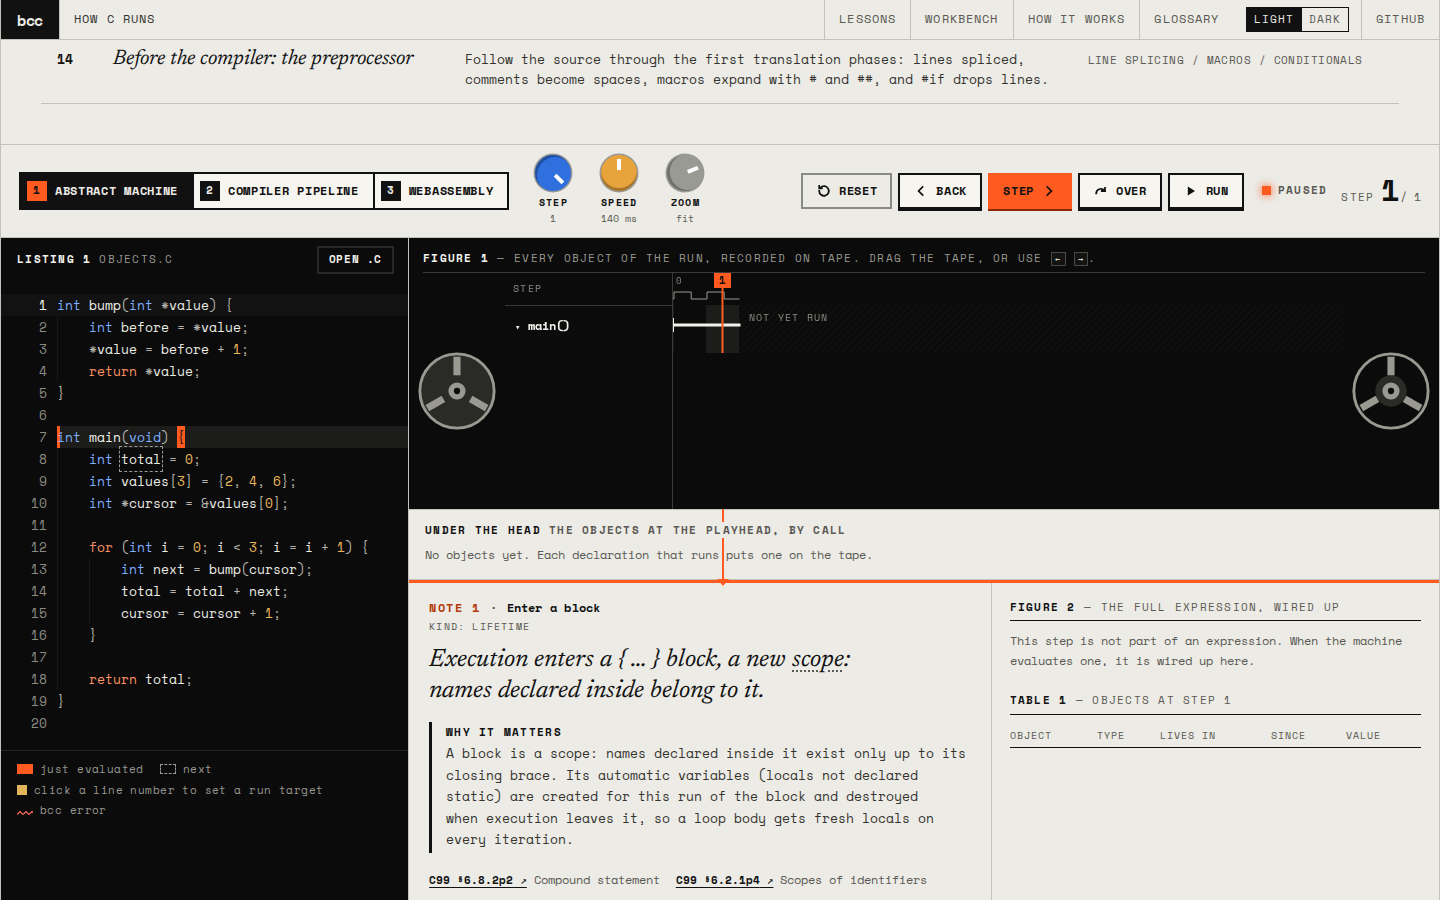 bcc HOW C RUNS LESSONS WORKBENCH HOW IT WORKS GLOSSARY LIGHT DARK GITHUB
14 Before the compiler: the preprocessor Follow the source through the first translation phases: lines spliced, LINE SPLICING / MACROS / CONDITIONALS
comments become spaces, macros expand with # and ##, and #if drops lines.
1 ABSTRACT MACHINE 2 COMPILER PIPELINE 3 WEBASSEMBLY
STEP SPEED ZOOM
1 140 ms fit
RESET BACK STEP OVER RUN PAUSED STEP 1 / 1
LISTING 1 OBJECTS.C OPEN .C
1 int bump(int *value) {
2 int before = *value;
3 *value = before + 1;
4 return *value;
5 }
6
7 int main(void) {
8 int total = 0;
9 int values[3] = {2, 4, 6};
10 int *cursor = &values[0];
11
12 for (int i = 0; i < 3; i = i + 1) {
13 int next = bump(cursor);
14 total = total + next;
15 cursor = cursor + 1;
16 }
17
18 return total;
19 }
20
just evaluated next
click a line number to set a run target
bcc error
FIGURE 1 — EVERY OBJECT OF THE RUN, RECORDED ON TAPE. DRAG THE TAPE, OR USE ← →.
STEP 0 1
▾ main() NOT YET RUN
UNDER THE HEAD THE OBJECTS AT THE PLAYHEAD, BY CALL
No objects yet. Each declaration that runs puts one on the tape.
NOTE 1 · Enter a block
KIND: LIFETIME
Execution enters a { … } block, a new scope:
names declared inside belong to it.
WHY IT MATTERS
A block is a scope: names declared inside it exist only up to its
closing brace. Its automatic variables (locals not declared
static) are created for this run of the block and destroyed
when execution leaves it, so a loop body gets fresh locals on
every iteration.
C99 §6.8.2p2 ↗ Compound statement C99 §6.2.1p4 ↗ Scopes of identifiers
FIGURE 2 — THE FULL EXPRESSION, WIRED UP
This step is not part of an expression. When the machine
evaluates one, it is wired up here.
TABLE 1 — OBJECTS AT STEP 1
OBJECT TYPE LIVES IN SINCE VALUE